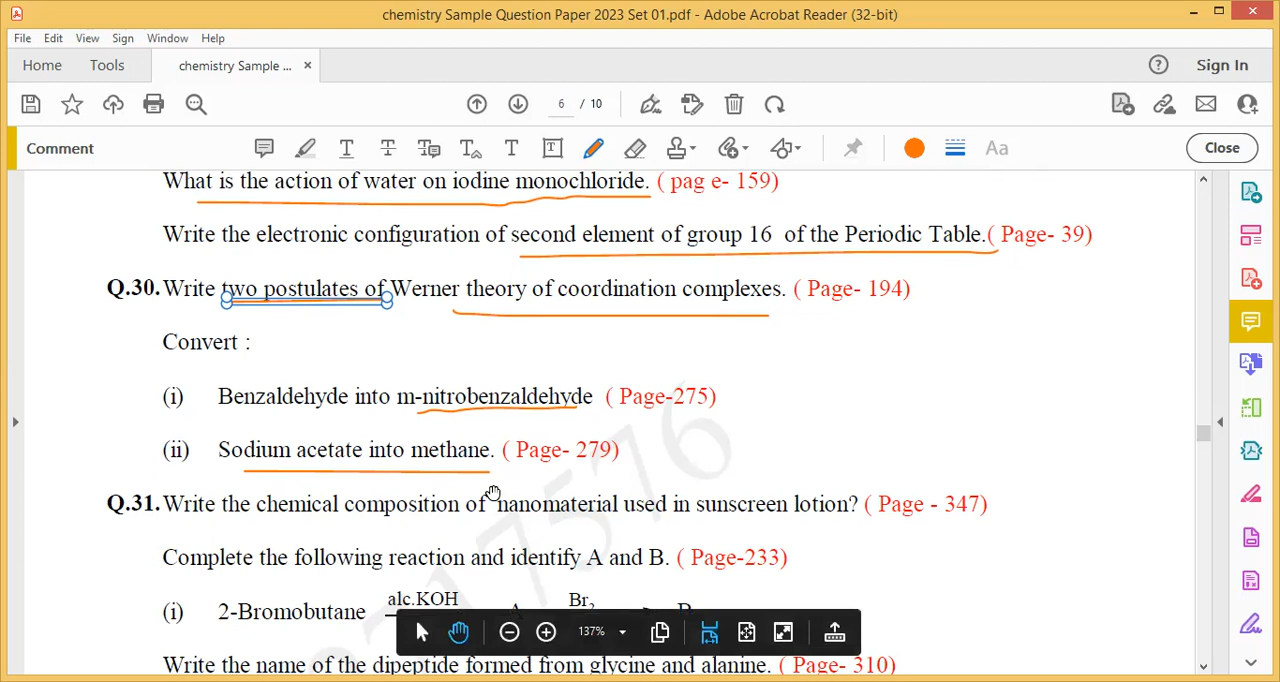 chemistry Sample Question Paper 2023 Set 01.pdf - Adobe Acrobat Reader (32-bit)
File Edit View Sign Window Help
Home Tools chemistry Sample ... × Sign In
6 / 10
Comment Aa Close
What is the action of water on iodine monochloride. ( pag e- 159)
Write the electronic configuration of second element of group 16 of the Periodic Table.( Page- 39)
Q.30. Write two postulates of Werner theory of coordination complexes. ( Page- 194)
Convert :
(i) Benzaldehyde into m-nitrobenzaldehyde ( Page-275)
(ii) Sodium acetate into methane. ( Page- 279)
Q.31. Write the chemical composition of nanomaterial used in sunscreen lotion? ( Page - 347)
Complete the following reaction and identify A and B. ( Page-233)
alc.KOH Br2
(i) 2-Bromobutane A B
137%
Write the name of the dipeptide formed from glycine and alanine. ( Page- 310)
17576